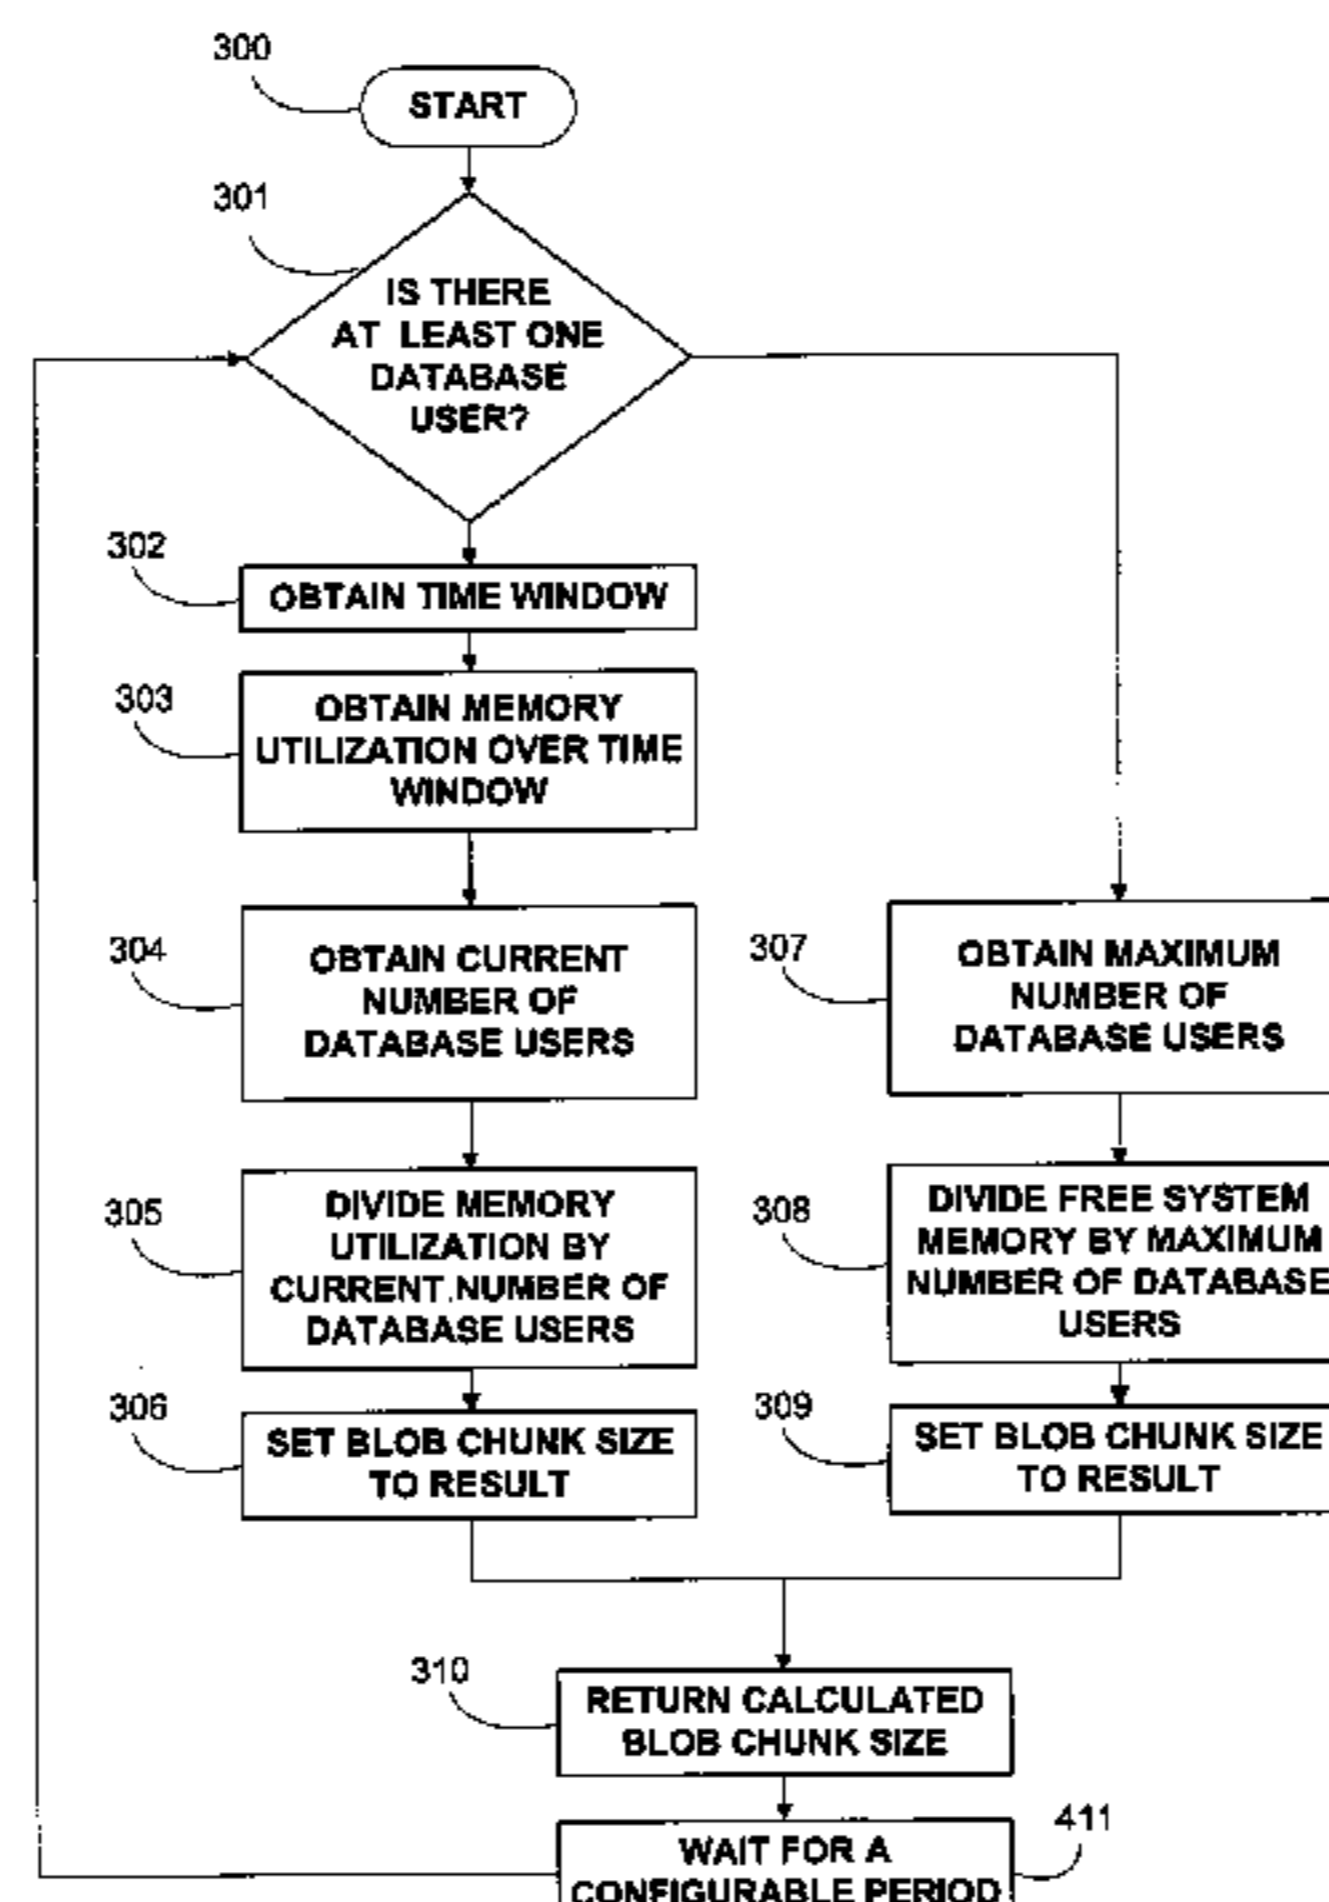 300
START
301
IS THERE
AT LEAST ONE
DATABASE
USER?
302
OBTAIN TIME WINDOW
303
OBTAIN MEMORY
UTILIZATION OVER TIME
WINDOW
304
OBTAIN CURRENT
NUMBER OF
DATABASE USERS
307
OBTAIN MAXIMUM
NUMBER OF
DATABASE USERS
305
DIVIDE MEMORY
UTILIZATION BY
CURRENT NUMBER OF
DATABASE USERS
308
DIVIDE FREE SYSTEM
MEMORY BY MAXIMUM
NUMBER OF DATABASE
USERS
306
SET BLOB CHUNK SIZE
TO RESULT
309
SET BLOB CHUNK SIZE
TO RESULT
310
RETURN CALCULATED
BLOB CHUNK SIZE
411
WAIT FOR A
CONFIGURABLE PERIOD